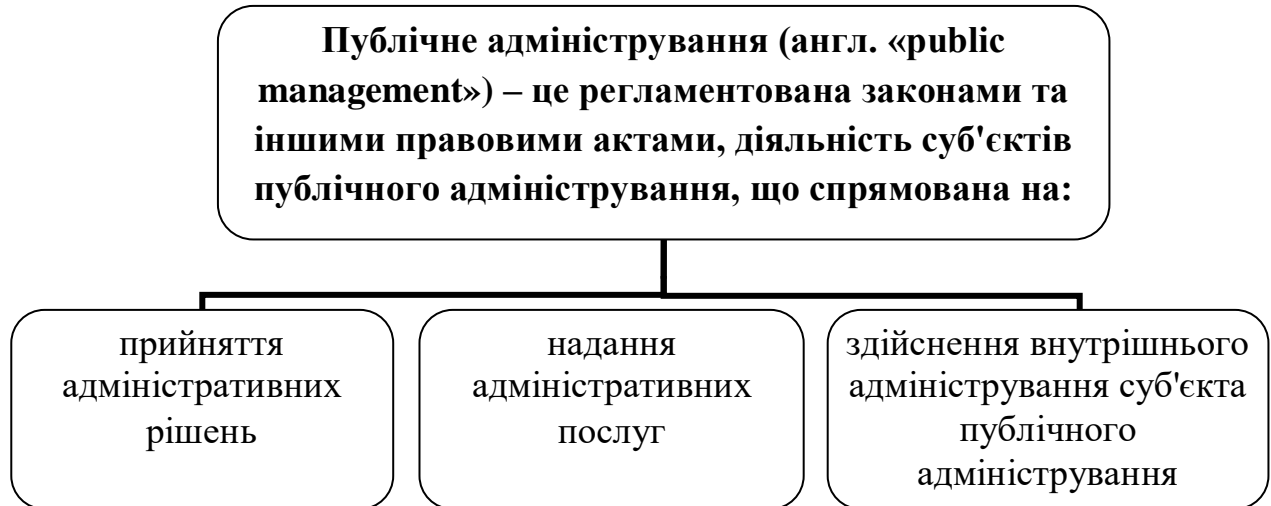 Публічне адміністрування (англ. «public
management») – це регламентована законами та
іншими правовими актами, діяльність суб'єктів
публічного адміністрування, що спрямована на:
прийняття
адміністративних
рішень
надання
адміністративних
послуг
здійснення внутрішнього
адміністрування суб'єкта
публічного
адміністрування